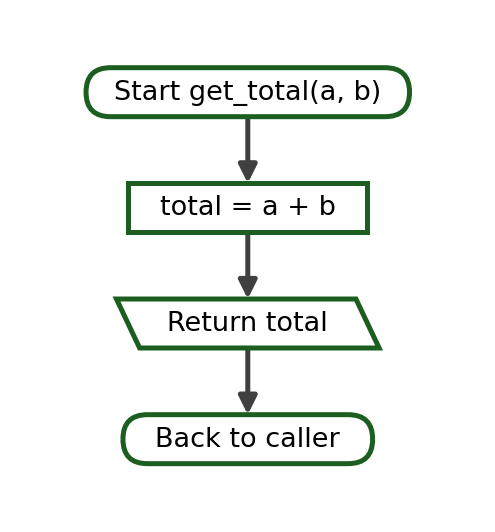 Start get_total(a, b)
total = a + b
Return total
Back to caller